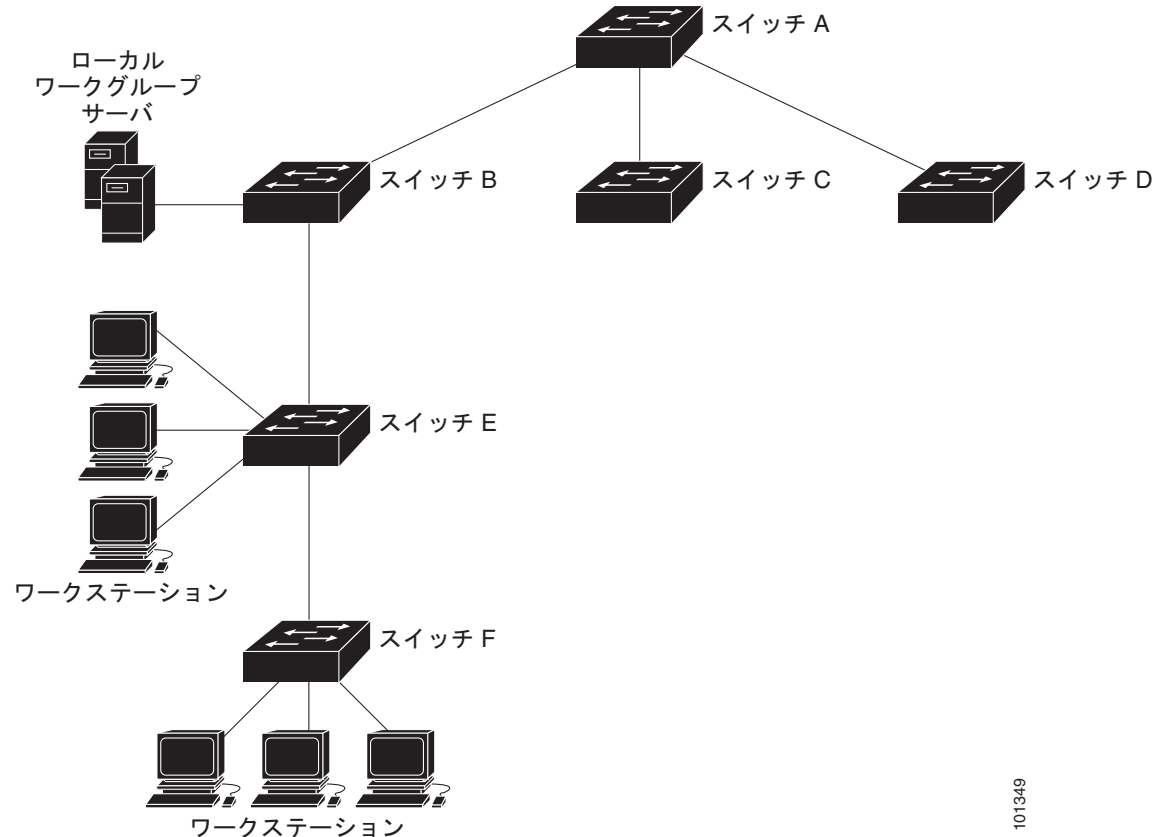 スイッチ A
ローカル
ワークグループ
サーバ
スイッチ B
スイッチ C
スイッチ D
スイッチ E
ワークステーション
スイッチ F
ワークステーション
101349